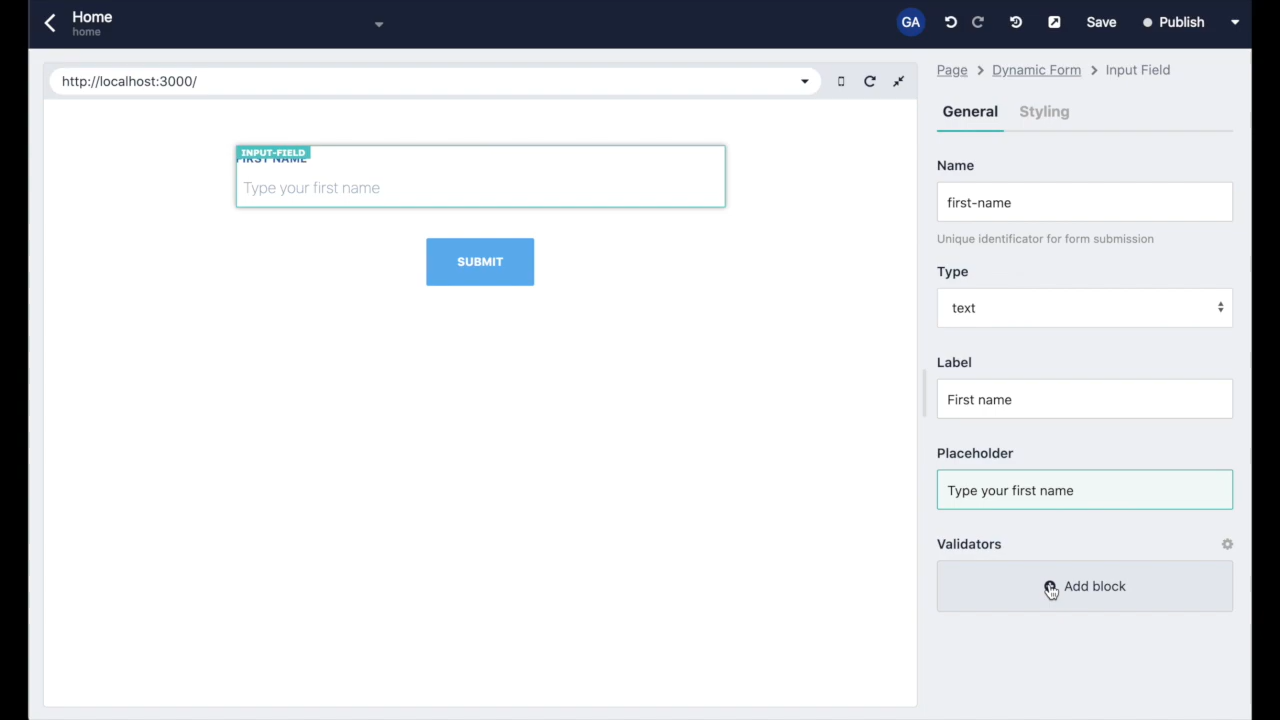 Home
home
GA
Save
Publish
http://localhost:3000/
Page > Dynamic Form > Input Field
General
Styling
INPUT-FIELD
FIRST NAME
Type your first name
SUBMIT
Name
first-name
Unique identificator for form submission
Type
text
Label
First name
Placeholder
Type your first name
Validators
Add block